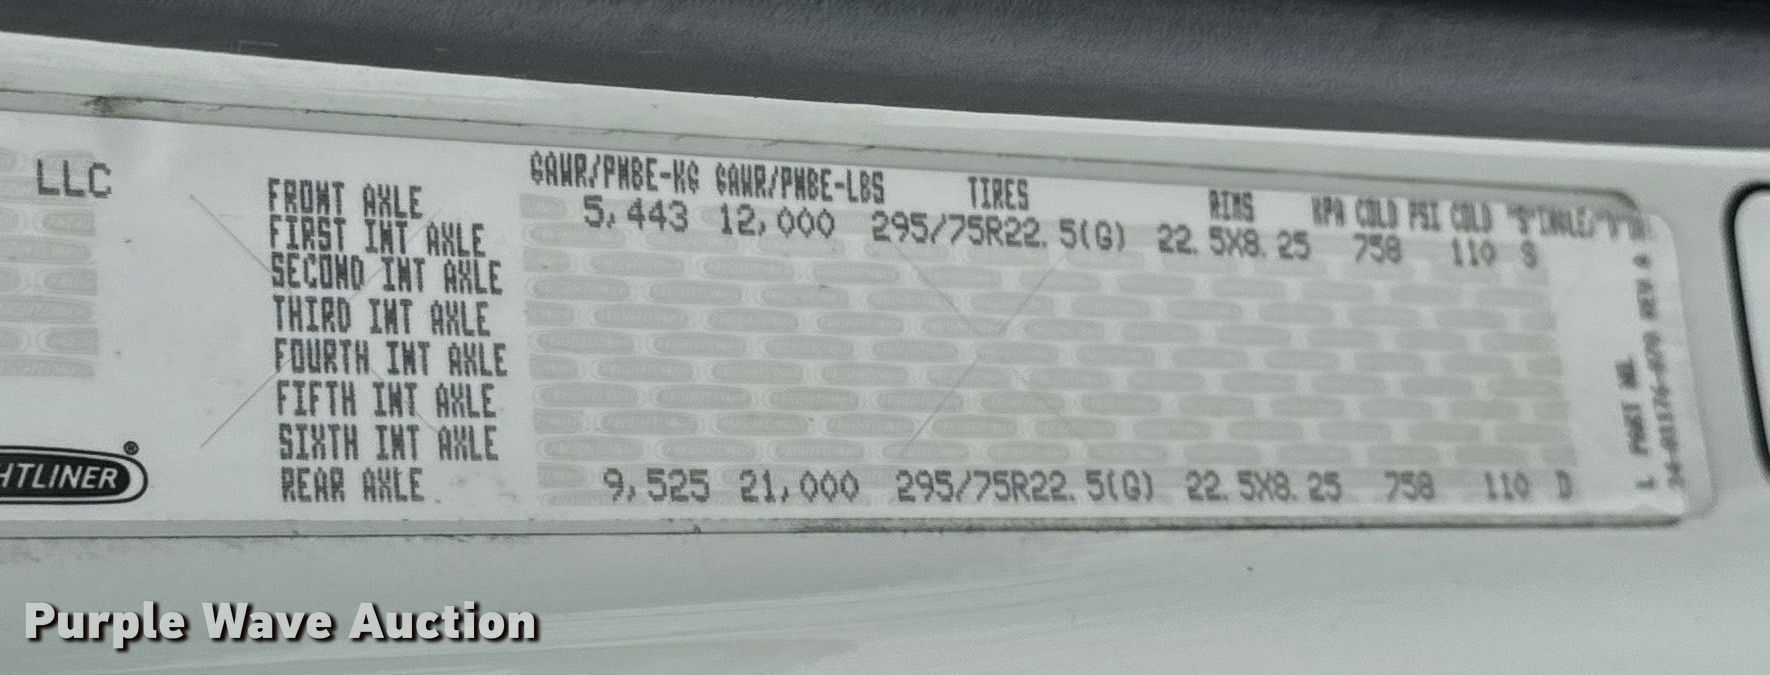 LLC
GAWR/PNBE-KG GAWR/PNBE-LBS TIRES RIMS KPA COLD PSI COLD
FRONT AXLE 5,443 12,000 295/75R22.5(G) 22.5X8.25 758 110 S
FIRST INT AXLE
SECOND INT AXLE
THIRD INT AXLE
FOURTH INT AXLE
FIFTH INT AXLE
SIXTH INT AXLE
REAR AXLE 9,525 21,000 295/75R22.5(G) 22.5X8.25 758 110 D
PART NO.
HTLINER®
Purple Wave Auction